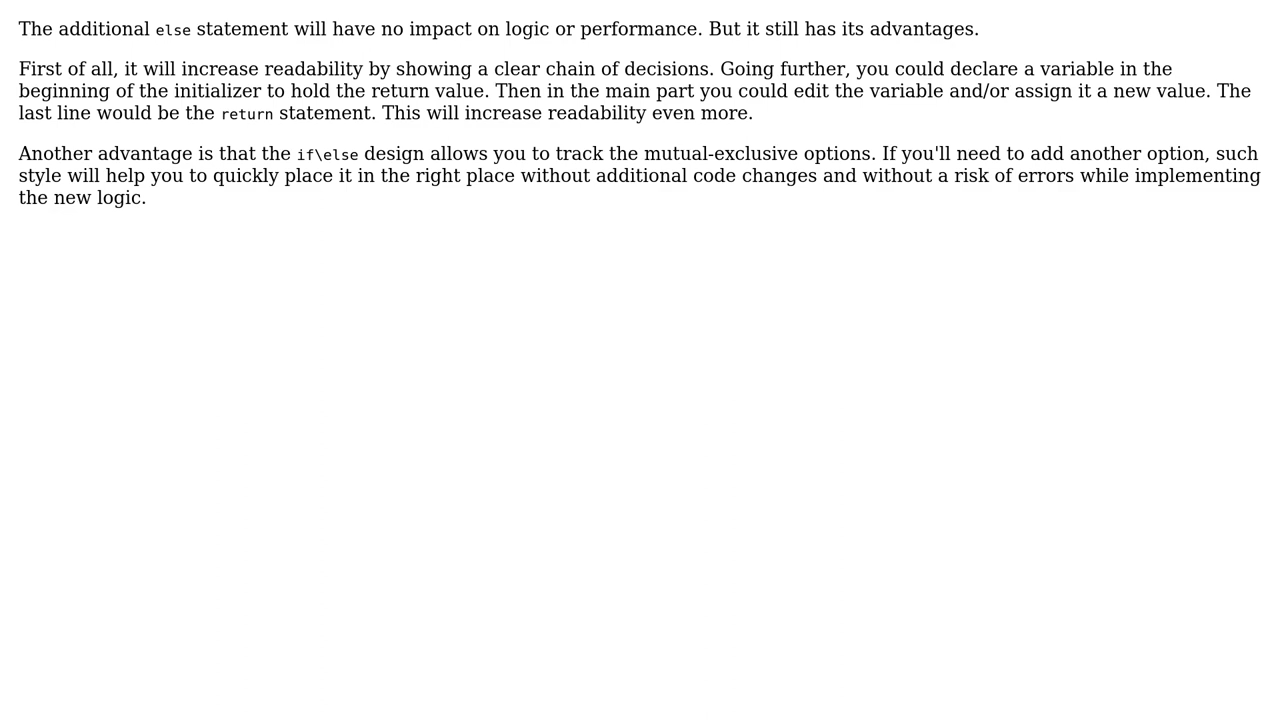 The additional else statement will have no impact on logic or performance. But it still has its advantages.
First of all, it will increase readability by showing a clear chain of decisions. Going further, you could declare a variable in the
beginning of the initializer to hold the return value. Then in the main part you could edit the variable and/or assign it a new value. The
last line would be the return statement. This will increase readability even more.
Another advantage is that the if\else design allows you to track the mutual-exclusive options. If you'll need to add another option, such
style will help you to quickly place it in the right place without additional code changes and without a risk of errors while implementing
the new logic.